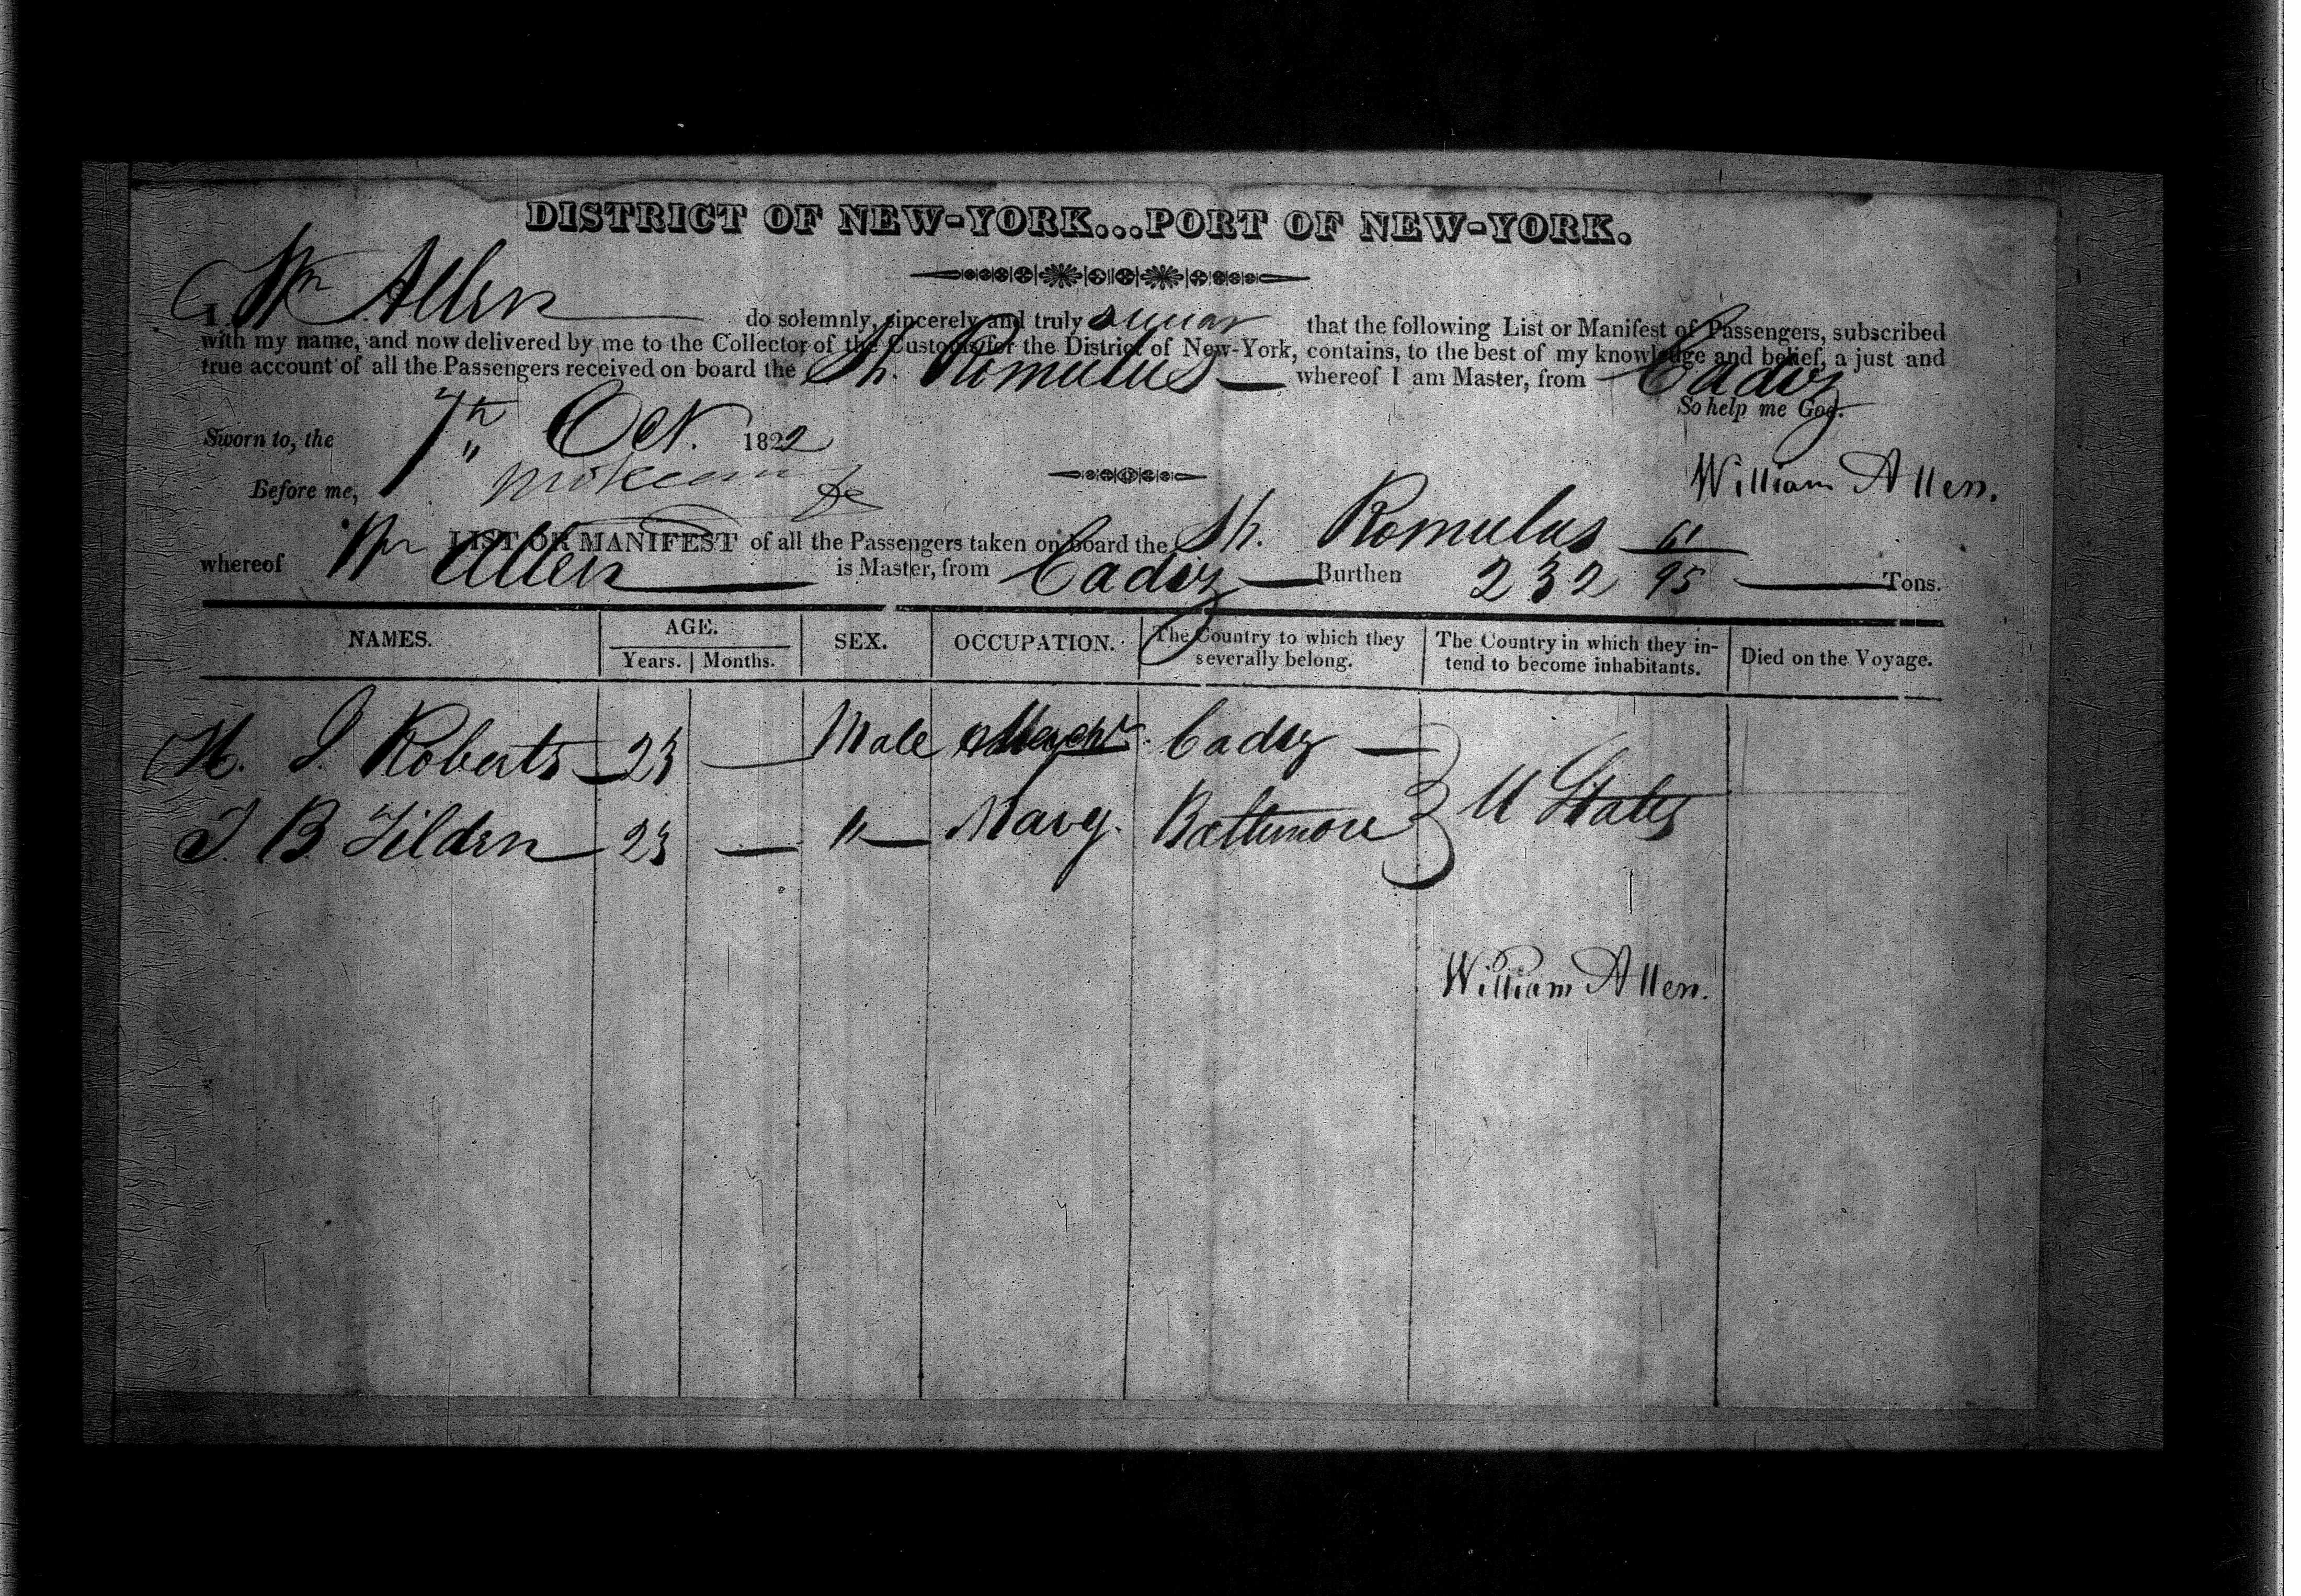 DISTRICT OF NEW-YORK...PORT OF NEW-YORK.
I, Wm Allen do solemnly, sincerely and truly swear that the following List or Manifest of Passengers, subscribed
with my name, and now delivered by me to the Collector of the Customs for the District of New-York, contains, to the best of my knowledge and belief, a just and
true account of all the Passengers received on board the Sh. Romulus whereof I am Master, from Cadiz
So help me God.
Sworn to, the 7th Oct. 1822
Before me,
William Allen.
LIST OR MANIFEST of all the Passengers taken on board the Sh. Romulus
whereof Wm Allen is Master, from Cadiz Burthen 232 61/95 Tons.
NAMES. AGE. SEX. OCCUPATION. The Country to which they severally belong. The Country in which they intend to become inhabitants. Died on the Voyage.
Years. Months.
H. J. Roberts 23 — Male Mercht. Cadiz —
J. B Tilden 23 — " — Navy. Baltimore U States
William Allen.